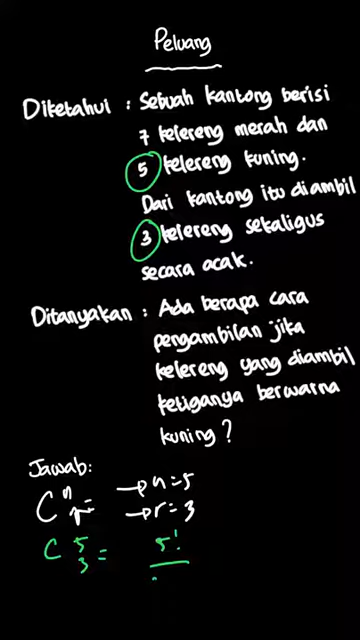 Peluang
Diketahui : Sebuah kantong berisi
7 kelereng merah dan
5 kelereng kuning.
Dari kantong itu diambil
3 kelereng sekaligus
secara acak.
Ditanyakan : Ada berapa cara
pengambilan jika
kelereng yang diambil
ketiganya berwarna
kuning ?
Jawab:
C n r = → n = 5
→ r = 3
C 5 3 = 5!